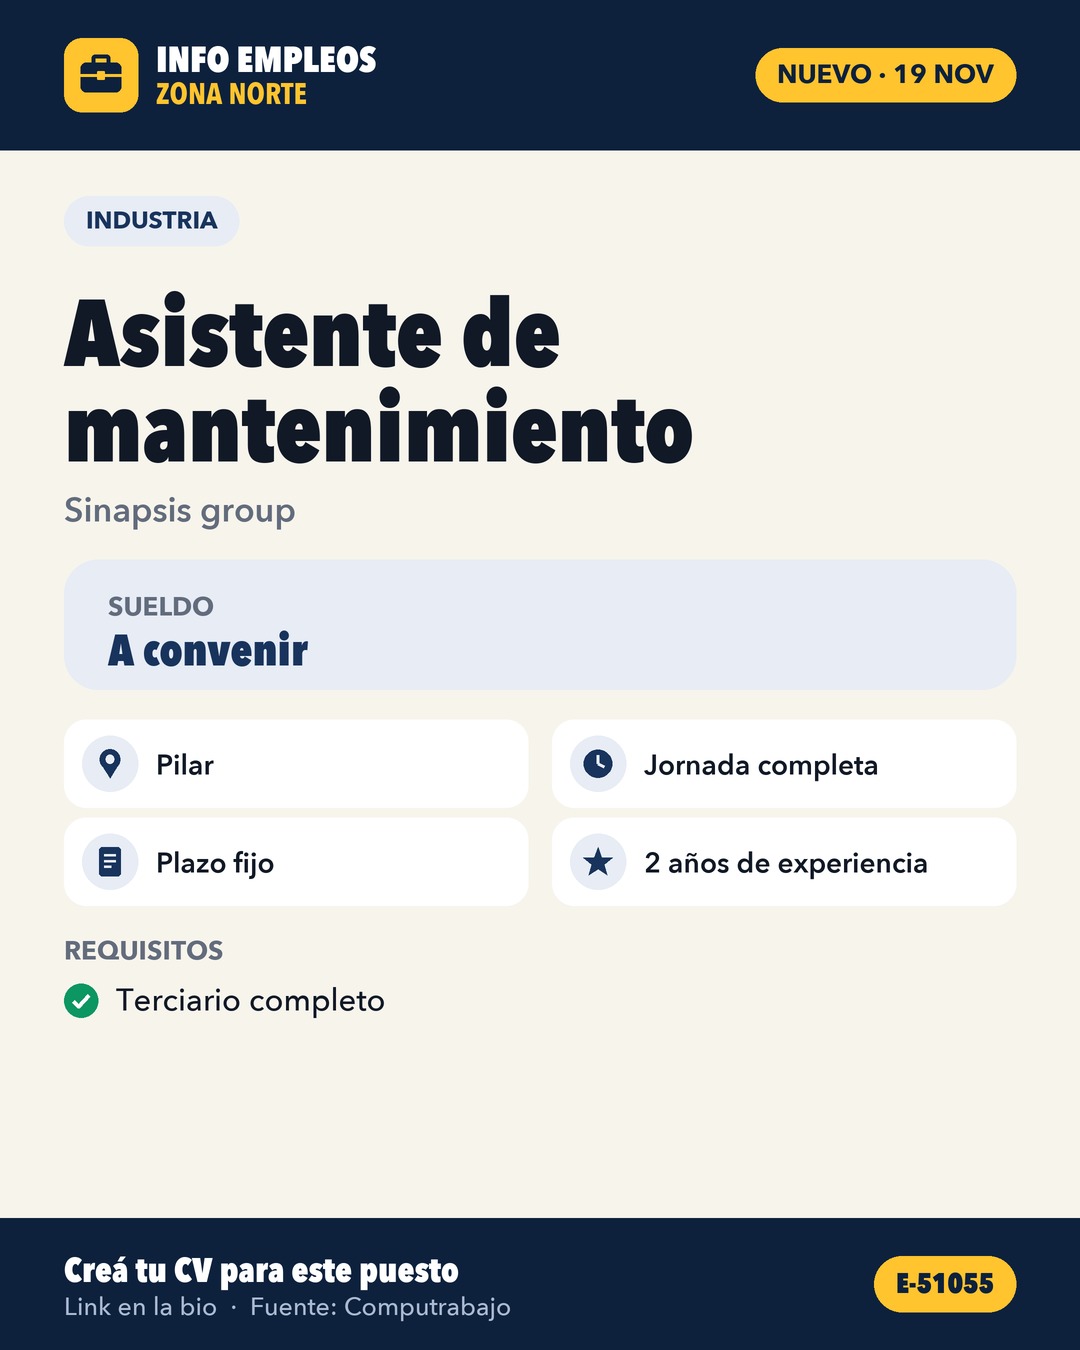 INFO EMPLEOS
ZONA NORTE
NUEVO · 19 NOV
INDUSTRIA
Asistente de
mantenimiento
Sinapsis group
SUELDO
A convenir
Pilar
Jornada completa
Plazo fijo
2 años de experiencia
REQUISITOS
Terciario completo
Creá tu CV para este puesto
Link en la bio · Fuente: Computrabajo
E-51055